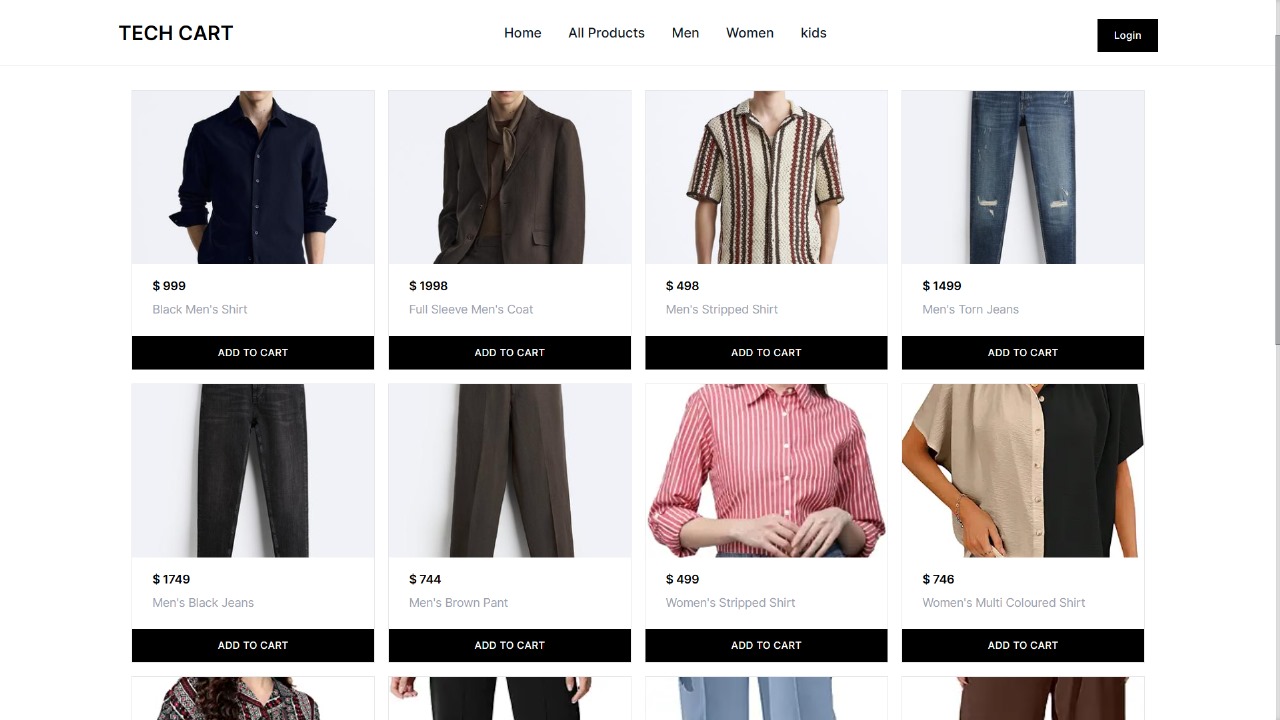 TECH CART
Home
All Products
Men
Women
kids
Login
$ 999
Black Men's Shirt
ADD TO CART
$ 1998
Full Sleeve Men's Coat
ADD TO CART
$ 498
Men's Stripped Shirt
ADD TO CART
$ 1499
Men's Torn Jeans
ADD TO CART
$ 1749
Men's Black Jeans
ADD TO CART
$ 744
Men's Brown Pant
ADD TO CART
$ 499
Women's Stripped Shirt
ADD TO CART
$ 746
Women's Multi Coloured Shirt
ADD TO CART